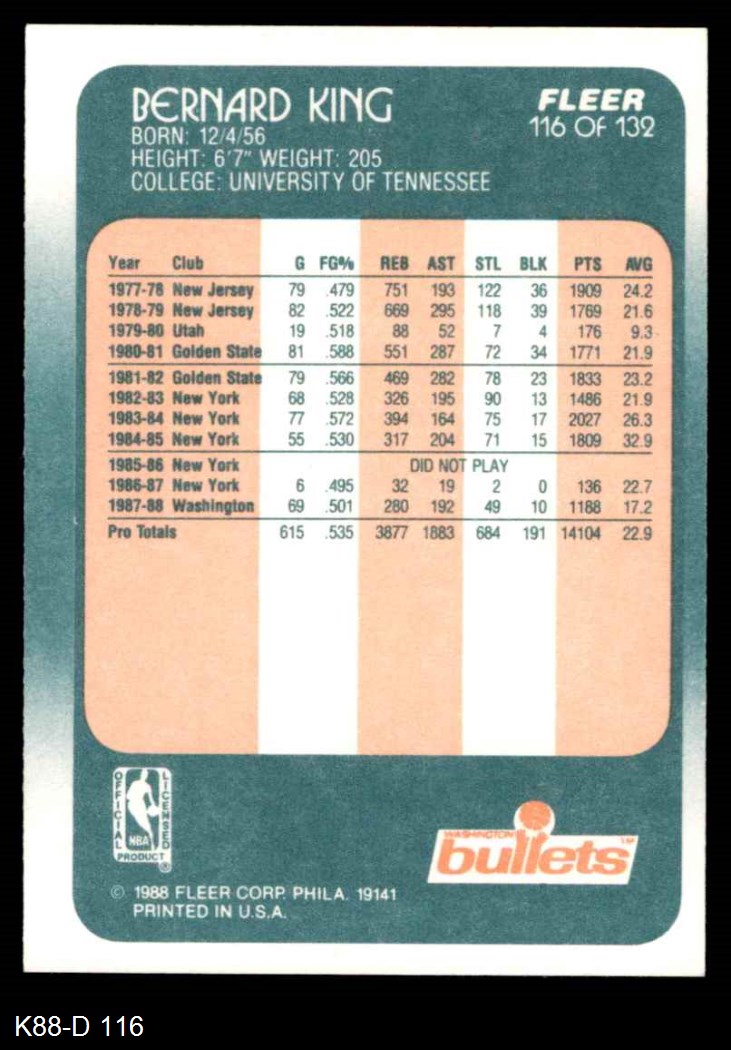 BERNARD KING
BORN: 12/4/56
HEIGHT: 6'7" WEIGHT: 205
COLLEGE: UNIVERSITY OF TENNESSEE
FLEER
116 OF 132
Year Club G FG% REB AST STL BLK PTS AVG
1977-78 New Jersey 79 .479 751 193 122 36 1909 24.2
1978-79 New Jersey 82 .522 669 295 118 39 1769 21.6
1979-80 Utah 19 .518 88 52 7 4 176 9.3
1980-81 Golden State 81 .588 551 287 72 34 1771 21.9
1981-82 Golden State 79 .566 469 282 78 23 1833 23.2
1982-83 New York 68 .528 326 195 90 13 1486 21.9
1983-84 New York 77 .572 394 164 75 17 2027 26.3
1984-85 New York 55 .530 317 204 71 15 1809 32.9
1985-86 New York DID NOT PLAY
1986-87 New York 6 .495 32 19 2 0 136 22.7
1987-88 Washington 69 .501 280 192 49 10 1188 17.2
Pro Totals 615 .535 3877 1883 684 191 14104 22.9
OFFICIAL LICENSED
NBA
PRODUCT ®
WASHINGTON
bullets™
© 1988 FLEER CORP. PHILA. 19141
PRINTED IN U.S.A.
K88-D 116